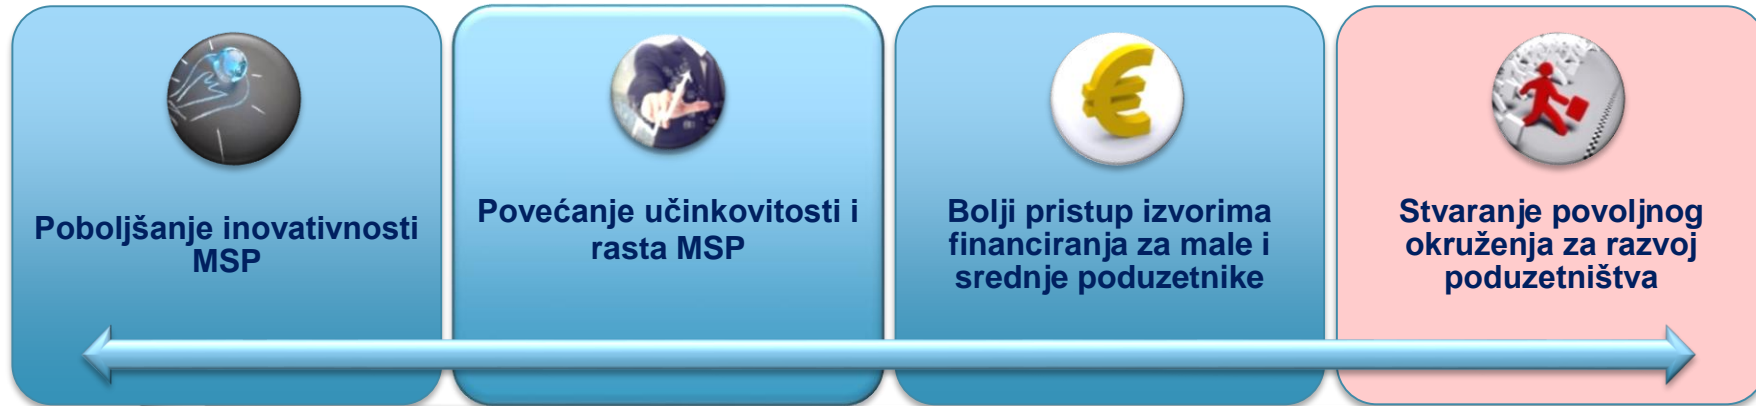 Poboljšanje inovativnosti
MSP
Povećanje učinkovitosti i
rasta MSP
Bolji pristup izvorima
financiranja za male i
srednje poduzetnike
Stvaranje povoljnog
okruženja za razvoj
poduzetništva